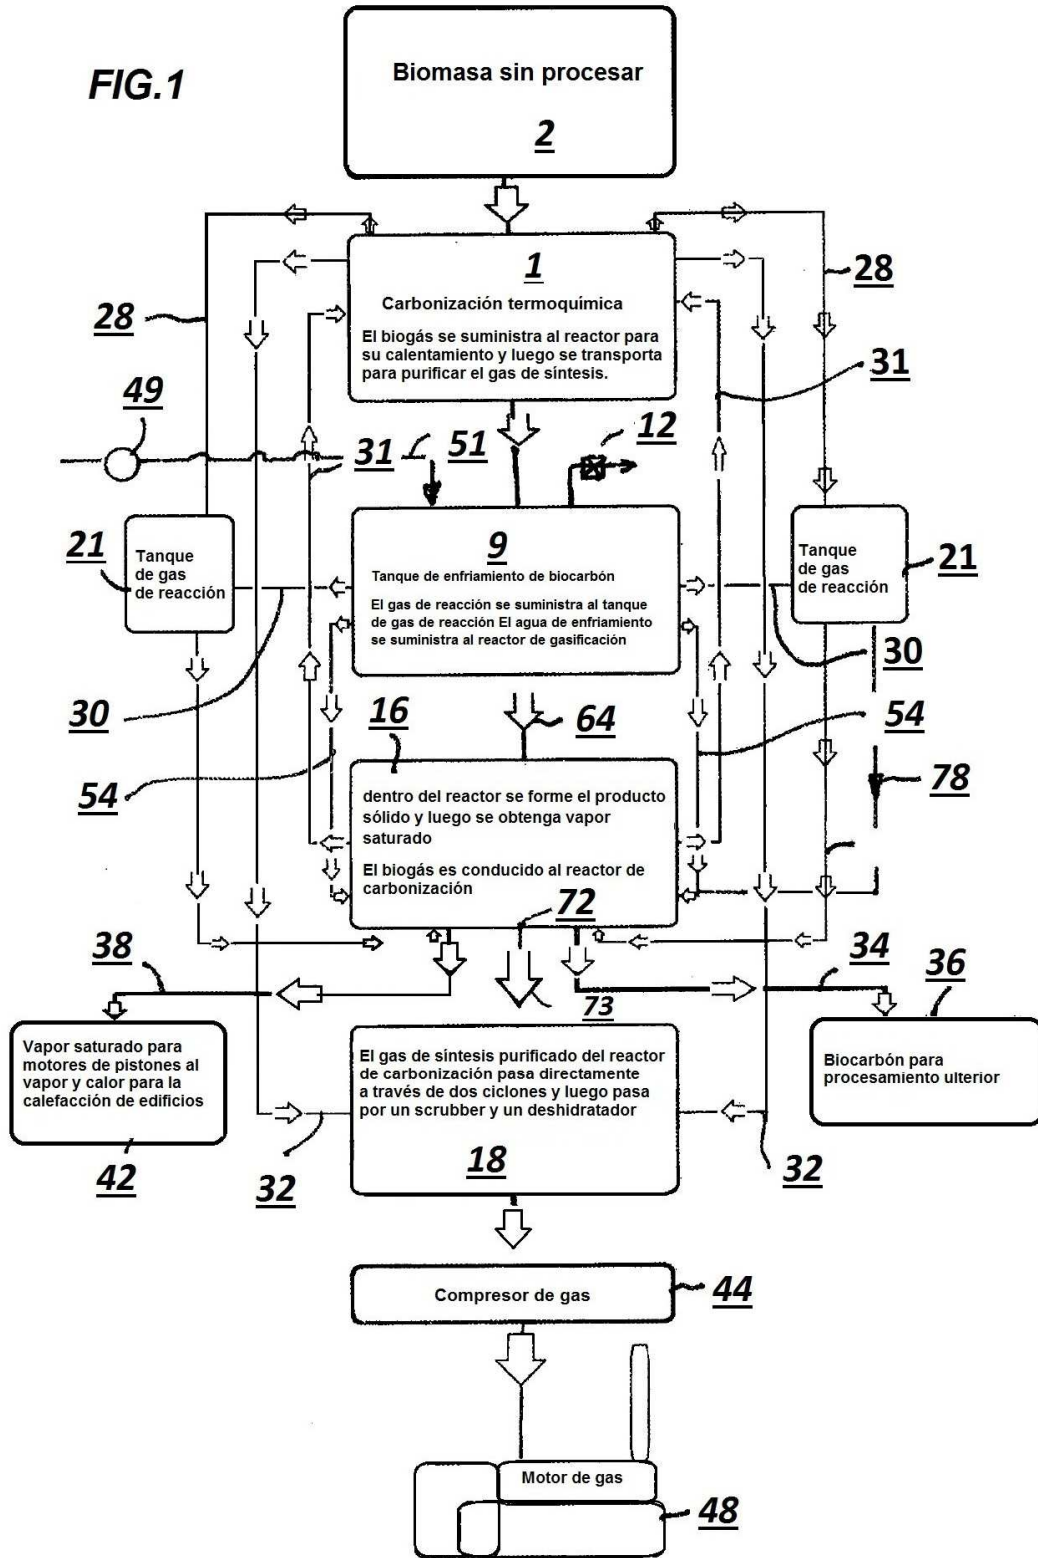 FIG.1
Biomasa sin procesar
2
1
Carbonización termoquímica
El biogás se suministra al reactor para
su calentamiento y luego se transporta
para purificar el gas de síntesis.
28
28
31
49
31
51
12
21
Tanque
de gas
de reacción
9
Tanque de enfriamiento de biocarbón
El gas de reacción se suministra al tanque
de gas de reacción El agua de enfriamiento
se suministra al reactor de gasificación
Tanque
de gas
de reacción
21
30
30
16
64
54
54
78
dentro del reactor se forme el producto
sólido y luego se obtenga vapor
saturado
El biogás es conducido al reactor de
carbonización
72
38
34
36
73
Vapor saturado para
motores de pistones al
vapor y calor para la
calefacción de edificios
42
El gas de síntesis purificado del reactor
de carbonización pasa directamente
a través de dos ciclones y luego pasa
por un scrubber y un deshidratador
18
Biocarbón para
procesamiento ulterior
32
32
Compresor de gas
44
Motor de gas
48